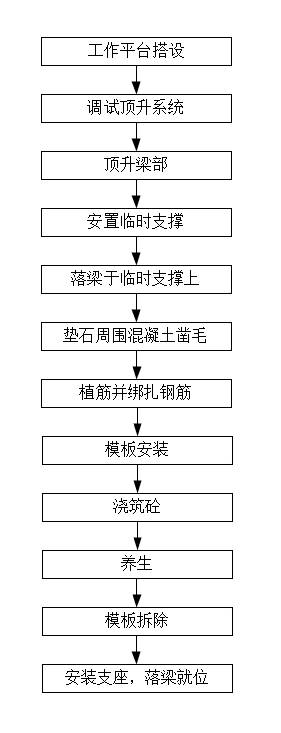 工作平台搭设
调试顶升系统
顶升梁部
安置临时支撑
落梁于临时支撑上
垫石周围混凝土凿毛
植筋并绑扎钢筋
模板安装
浇筑砼
养生
模板拆除
安装支座，落梁就位